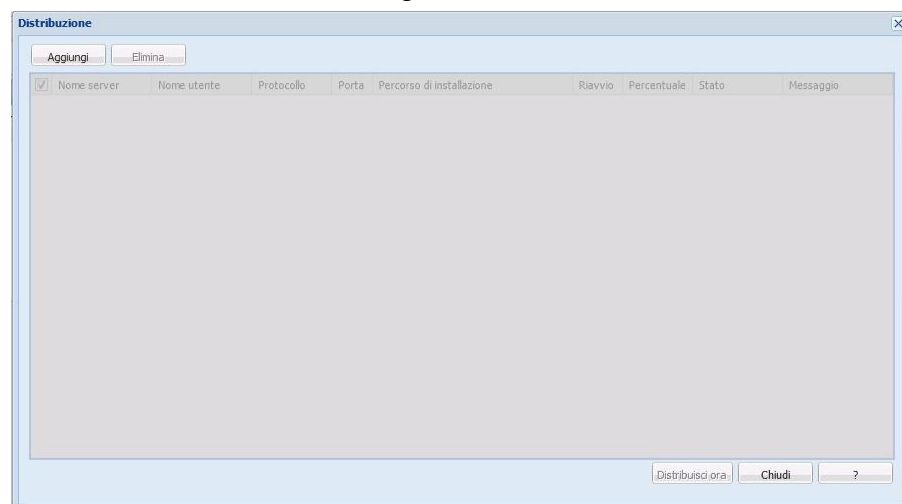 Distribuzione
Aggiungi Elimina
Nome server Nome utente Protocollo Porta Percorso di installazione Riavvio Percentuale Stato Messaggio
Distribuisci ora Chiudi ?